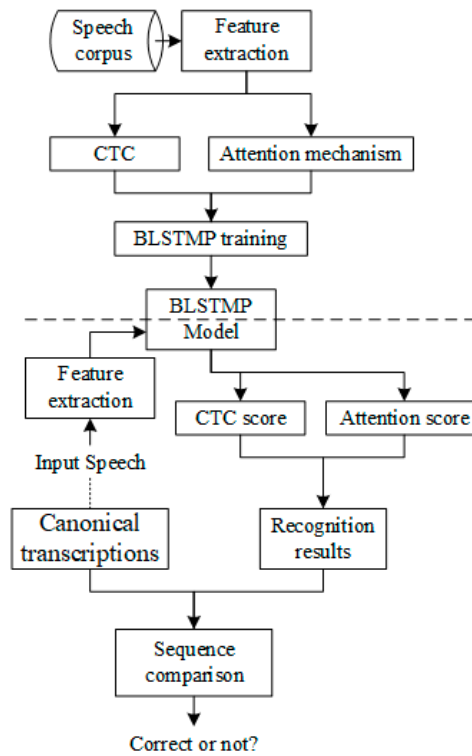 Speech
corpus
Feature
extraction
CTC
Attention mechanism
BLSTMP training
BLSTMP
Model
Feature
extraction
CTC score
Attention score
Input Speech
Canonical
transcriptions
Recognition
results
Sequence
comparison
Correct or not?